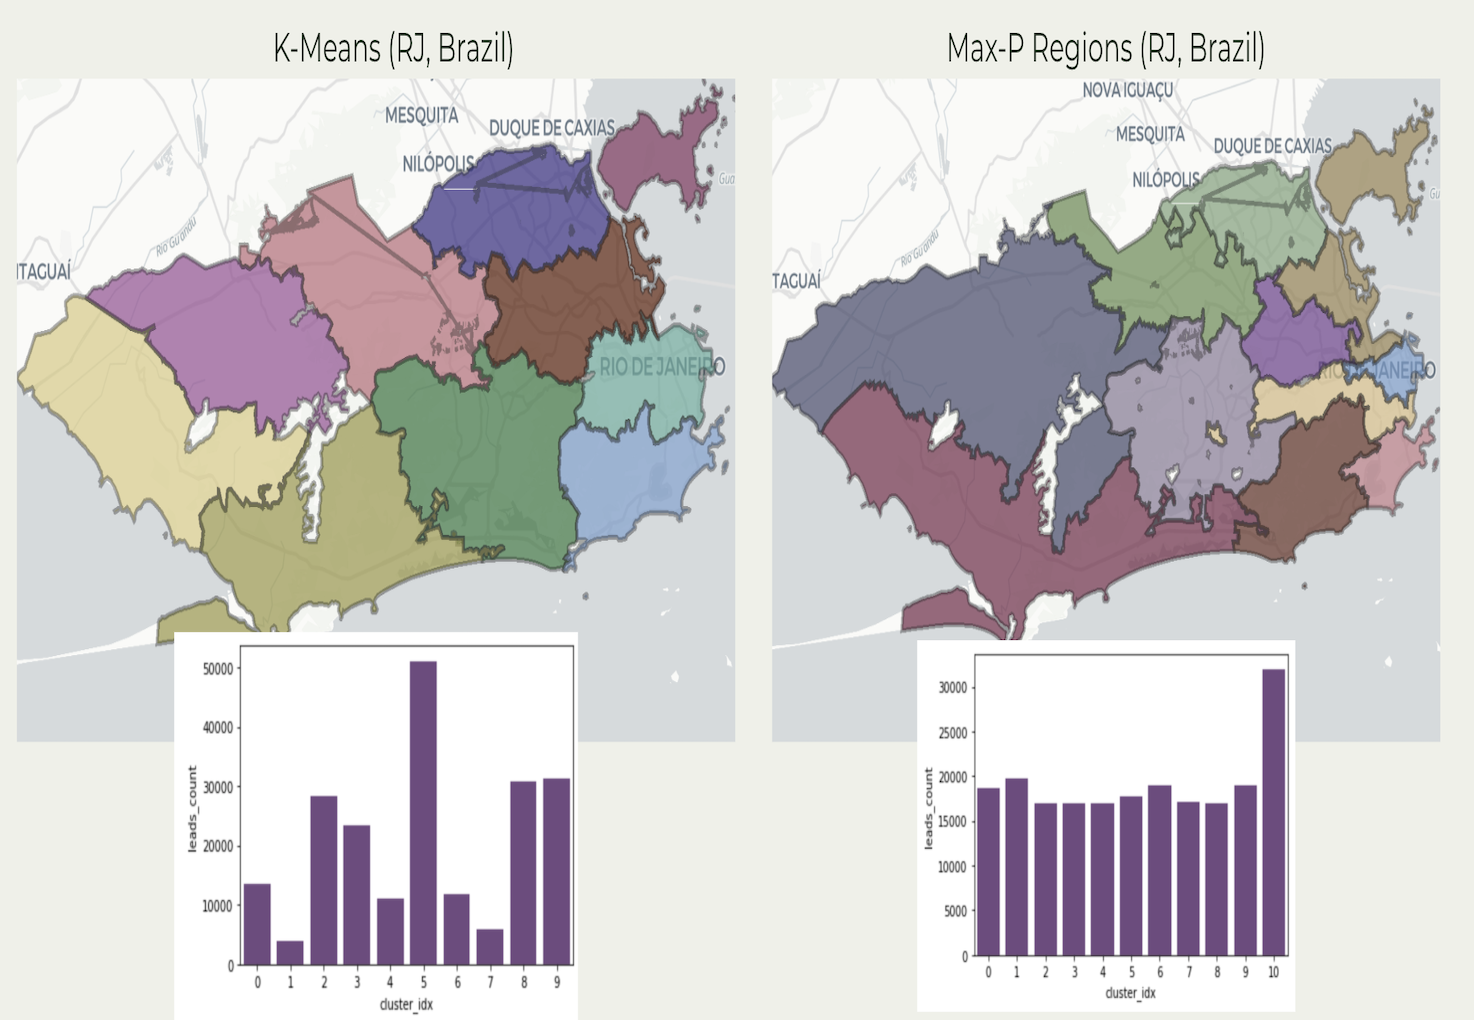 K-Means (RJ, Brazil)
MESQUITA
DUQUE DE CAXIAS
NILÓPOLIS
Rio Guandu
ITAGUAÍ
Gua
RIO DE JANEIRO
50000
40000
30000
20000
10000
0
leads_count
0 1 2 3 4 5 6 7 8 9
cluster_idx
Max-P Regions (RJ, Brazil)
NOVA IGUAÇU
MESQUITA
DUQUE DE CAXIAS
NILÓPOLIS
Rio Guandu
TAGUAÍ
Gu
RIO DE JANEIRO
30000
25000
20000
15000
10000
5000
0
leads_count
0 1 2 3 4 5 6 7 8 9 10
cluster_idx